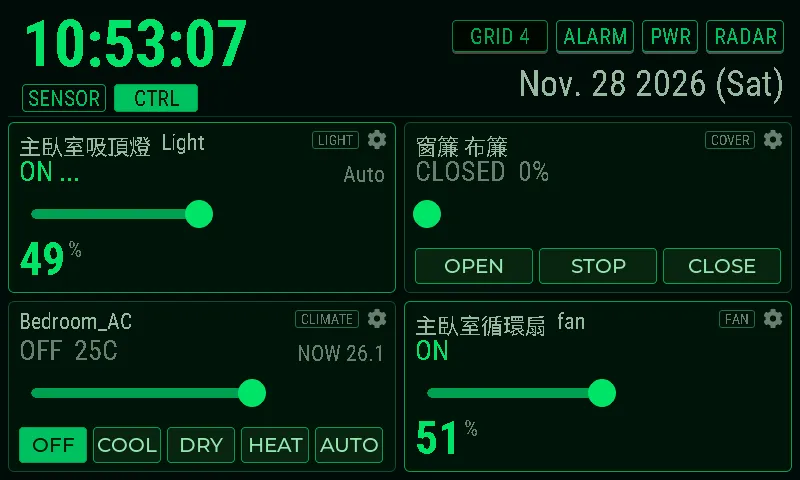 10:53:07
GRID 4 ALARM PWR RADAR
Nov. 28 2026 (Sat)
SENSOR CTRL
主臥室吸頂燈 Light LIGHT
ON ... Auto
49 %
窗簾 布簾 COVER
CLOSED 0%
OPEN STOP CLOSE
Bedroom_AC CLIMATE
OFF 25C NOW 26.1
OFF COOL DRY HEAT AUTO
主臥室循環扇 fan FAN
ON
51 %